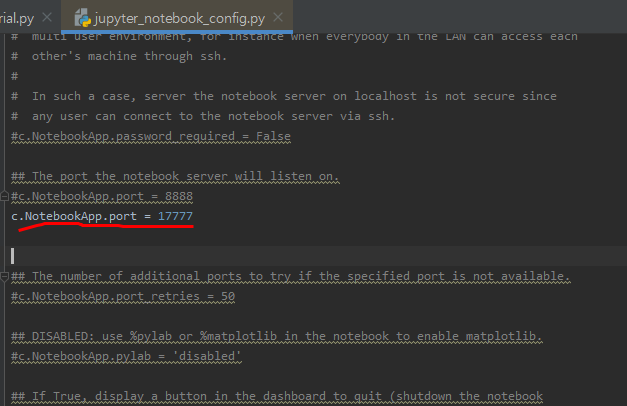 rial.py × jupyter_notebook_config.py ×
# multi user environment, for instance when everybody in the LAN can access each
# other's machine through ssh.
#
# In such a case, server the notebook server on localhost is not secure since
# any user can connect to the notebook server via ssh.
#c.NotebookApp.password_required = False
## The port the notebook server will listen on.
#c.NotebookApp.port = 8888
c.NotebookApp.port = 17777
## The number of additional ports to try if the specified port is not available.
#c.NotebookApp.port_retries = 50
## DISABLED: use %pylab or %matplotlib in the notebook to enable matplotlib.
#c.NotebookApp.pylab = 'disabled'
## If True, display a button in the dashboard to quit (shutdown the notebook